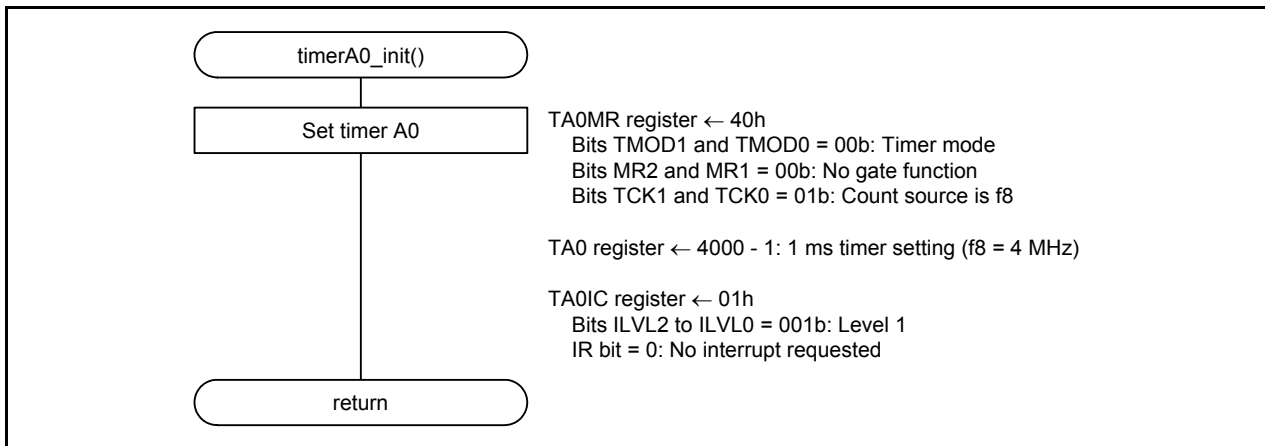 timerA0_init()
Set timer A0
TA0MR register ← 40h
Bits TMOD1 and TMOD0 = 00b: Timer mode
Bits MR2 and MR1 = 00b: No gate function
Bits TCK1 and TCK0 = 01b: Count source is f8
TA0 register ← 4000 - 1: 1 ms timer setting (f8 = 4 MHz)
TA0IC register ← 01h
Bits ILVL2 to ILVL0 = 001b: Level 1
IR bit = 0: No interrupt requested
return